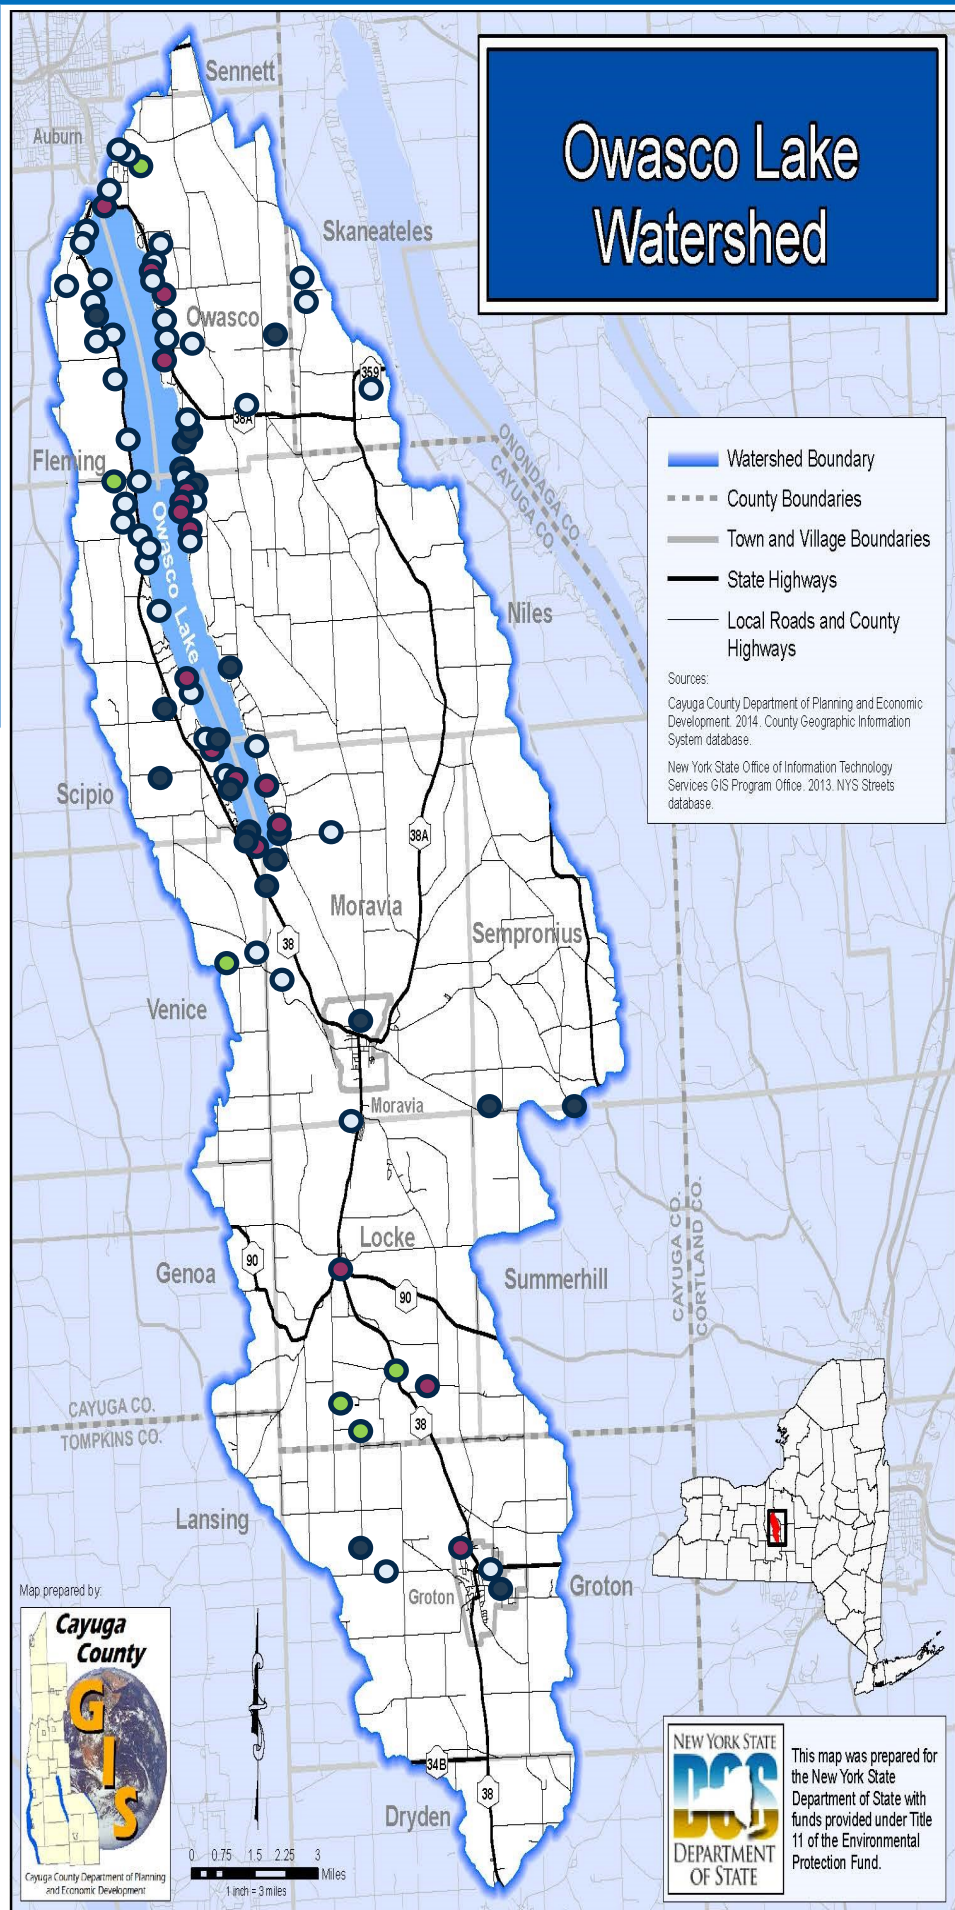 Owasco Lake
Watershed
Sennett
Auburn
Skaneateles
Owasco
359
38A
Fleming
ONONDAGA CO.
CAYUGA CO.
Owasco Lake
Niles
Watershed Boundary
County Boundaries
Town and Village Boundaries
State Highways
Local Roads and County
Highways
Sources:
Cayuga County Department of Planning and Economic
Development. 2014. County Geographic Information
System database.
New York State Office of Information Technology
Services GIS Program Office. 2013. NYS Streets
database.
Scipio
38A
Moravia
Sempronius
38
Venice
Moravia
CAYUGA CO.
CORTLAND CO.
Locke
90
Genoa
Summerhill
90
CAYUGA CO.
TOMPKINS CO.
38
Lansing
Groton
Groton
Map prepared by:
Cayuga
County
GIS
Cayuga County Department of Planning
and Economic Development
34B
38
Dryden
0 0.75 1.5 2.25 3
Miles
1 inch = 3 miles
NEW YORK STATE
DOS
DEPARTMENT
OF STATE
This map was prepared for
the New York State
Department of State with
funds provided under Title
11 of the Environmental
Protection Fund.